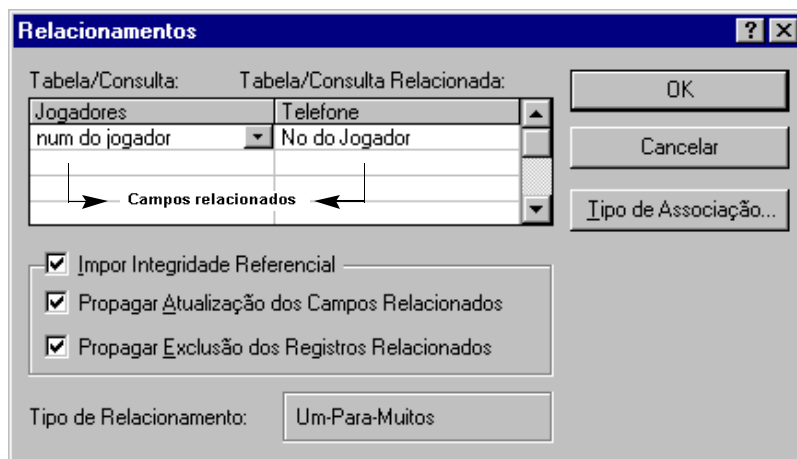 Relacionamentos
Tabela/Consulta: Tabela/Consulta Relacionada:
Jogadores Telefone
num do jogador No do Jogador
Campos relacionados
OK
Cancelar
Tipo de Associação...
Impor Integridade Referencial
Propagar Atualização dos Campos Relacionados
Propagar Exclusão dos Registros Relacionados
Tipo de Relacionamento: Um-Para-Muitos